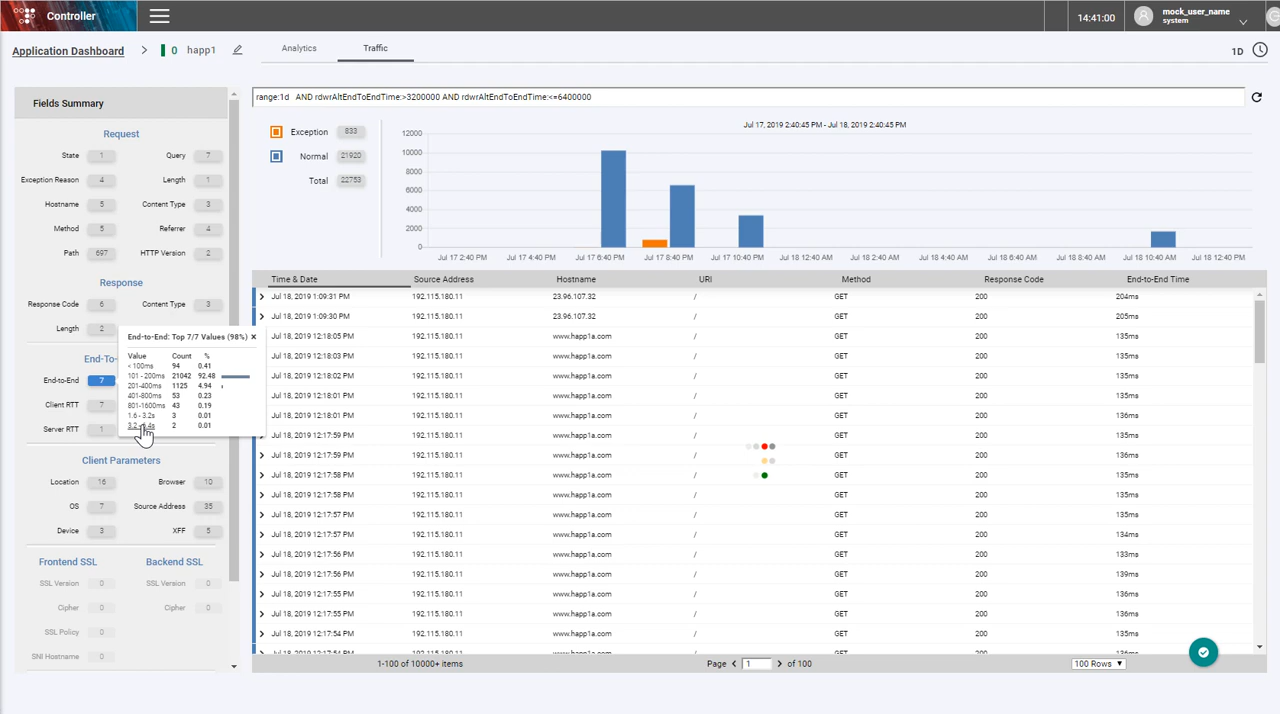 Controller
14:41:00
mock_user_name
system
Application Dashboard
0 happ1
Analytics
Traffic
1D
Fields Summary
Request
State 1 Query 7
Exception Reason 4 Length 1
Hostname 5 Content Type 3
Method 5 Referrer 4
Path 697 HTTP Version 2
Response
Response Code 6 Content Type 3
Length 2
End-To-
End-to-End 7
Client RTT 7
Server RTT 1
End-to-End: Top 7/7 Values (98%) ×
Value Count %
< 100ms 94 0.41
101 - 200ms 21042 92.48
201-400ms 1125 4.94
401-800ms 53 0.23
801-1600ms 43 0.19
1.6 - 3.2s 3 0.01
3.2 - 6.4s 2 0.01
Client Parameters
Location 16 Browser 10
OS 7 Source Address 35
Device 3 XFF 5
Frontend SSL Backend SSL
SSL Version 0 SSL Version 0
Cipher 0 Cipher 0
SSL Policy 0
SNI Hostname 0
range:1d AND rdwrAltEndToEndTime:>3200000 AND rdwrAltEndToEndTime:<=6400000
Exception 833
Normal 21920
Total 22753
Jul 17, 2019 2:40:45 PM - Jul 18, 2019 2:40:45 PM
12000
10000
8000
6000
4000
2000
0
Jul 17 2:40 PM Jul 17 4:40 PM Jul 17 6:40 PM Jul 17 8:40 PM Jul 17 10:40 PM Jul 18 12:40 AM Jul 18 2:40 AM Jul 18 4:40 AM Jul 18 6:40 AM Jul 18 8:40 AM Jul 18 10:40 AM Jul 18 12:40 PM
Time & Date Source Address Hostname URI Method Response Code End-to-End Time
Jul 18, 2019 1:09:31 PM 192.115.180.11 23.96.107.32 / GET 200 204ms
Jul 18, 2019 1:09:30 PM 192.115.180.11 23.96.107.32 / GET 200 205ms
Jul 18, 2019 12:18:05 PM 192.115.180.11 www.happ1a.com / GET 200 135ms
Jul 18, 2019 12:18:03 PM 192.115.180.11 www.happ1a.com / GET 200 135ms
Jul 18, 2019 12:18:02 PM 192.115.180.11 www.happ1a.com / GET 200 135ms
Jul 18, 2019 12:18:01 PM 192.115.180.11 www.happ1a.com / GET 200 135ms
Jul 18, 2019 12:18:01 PM 192.115.180.11 www.happ1a.com / GET 200 136ms
Jul 18, 2019 12:17:59 PM 192.115.180.11 www.happ1a.com / GET 200 135ms
Jul 18, 2019 12:17:59 PM 192.115.180.11 www.happ1a.com / GET 200 136ms
Jul 18, 2019 12:17:58 PM 192.115.180.11 www.happ1a.com / GET 200 135ms
Jul 18, 2019 12:17:58 PM 192.115.180.11 www.happ1a.com / GET 200 135ms
Jul 18, 2019 12:17:57 PM 192.115.180.11 www.happ1a.com / GET 200 135ms
Jul 18, 2019 12:17:57 PM 192.115.180.11 www.happ1a.com / GET 200 134ms
Jul 18, 2019 12:17:56 PM 192.115.180.11 www.happ1a.com / GET 200 133ms
Jul 18, 2019 12:17:56 PM 192.115.180.11 www.happ1a.com / GET 200 139ms
Jul 18, 2019 12:17:55 PM 192.115.180.11 www.happ1a.com / GET 200 136ms
Jul 18, 2019 12:17:55 PM 192.115.180.11 www.happ1a.com / GET 200 136ms
Jul 18, 2019 12:17:54 PM 192.115.180.11 www.happ1a.com / GET 200 135ms
1-100 of 10000+ items
Page 1 of 100
100 Rows